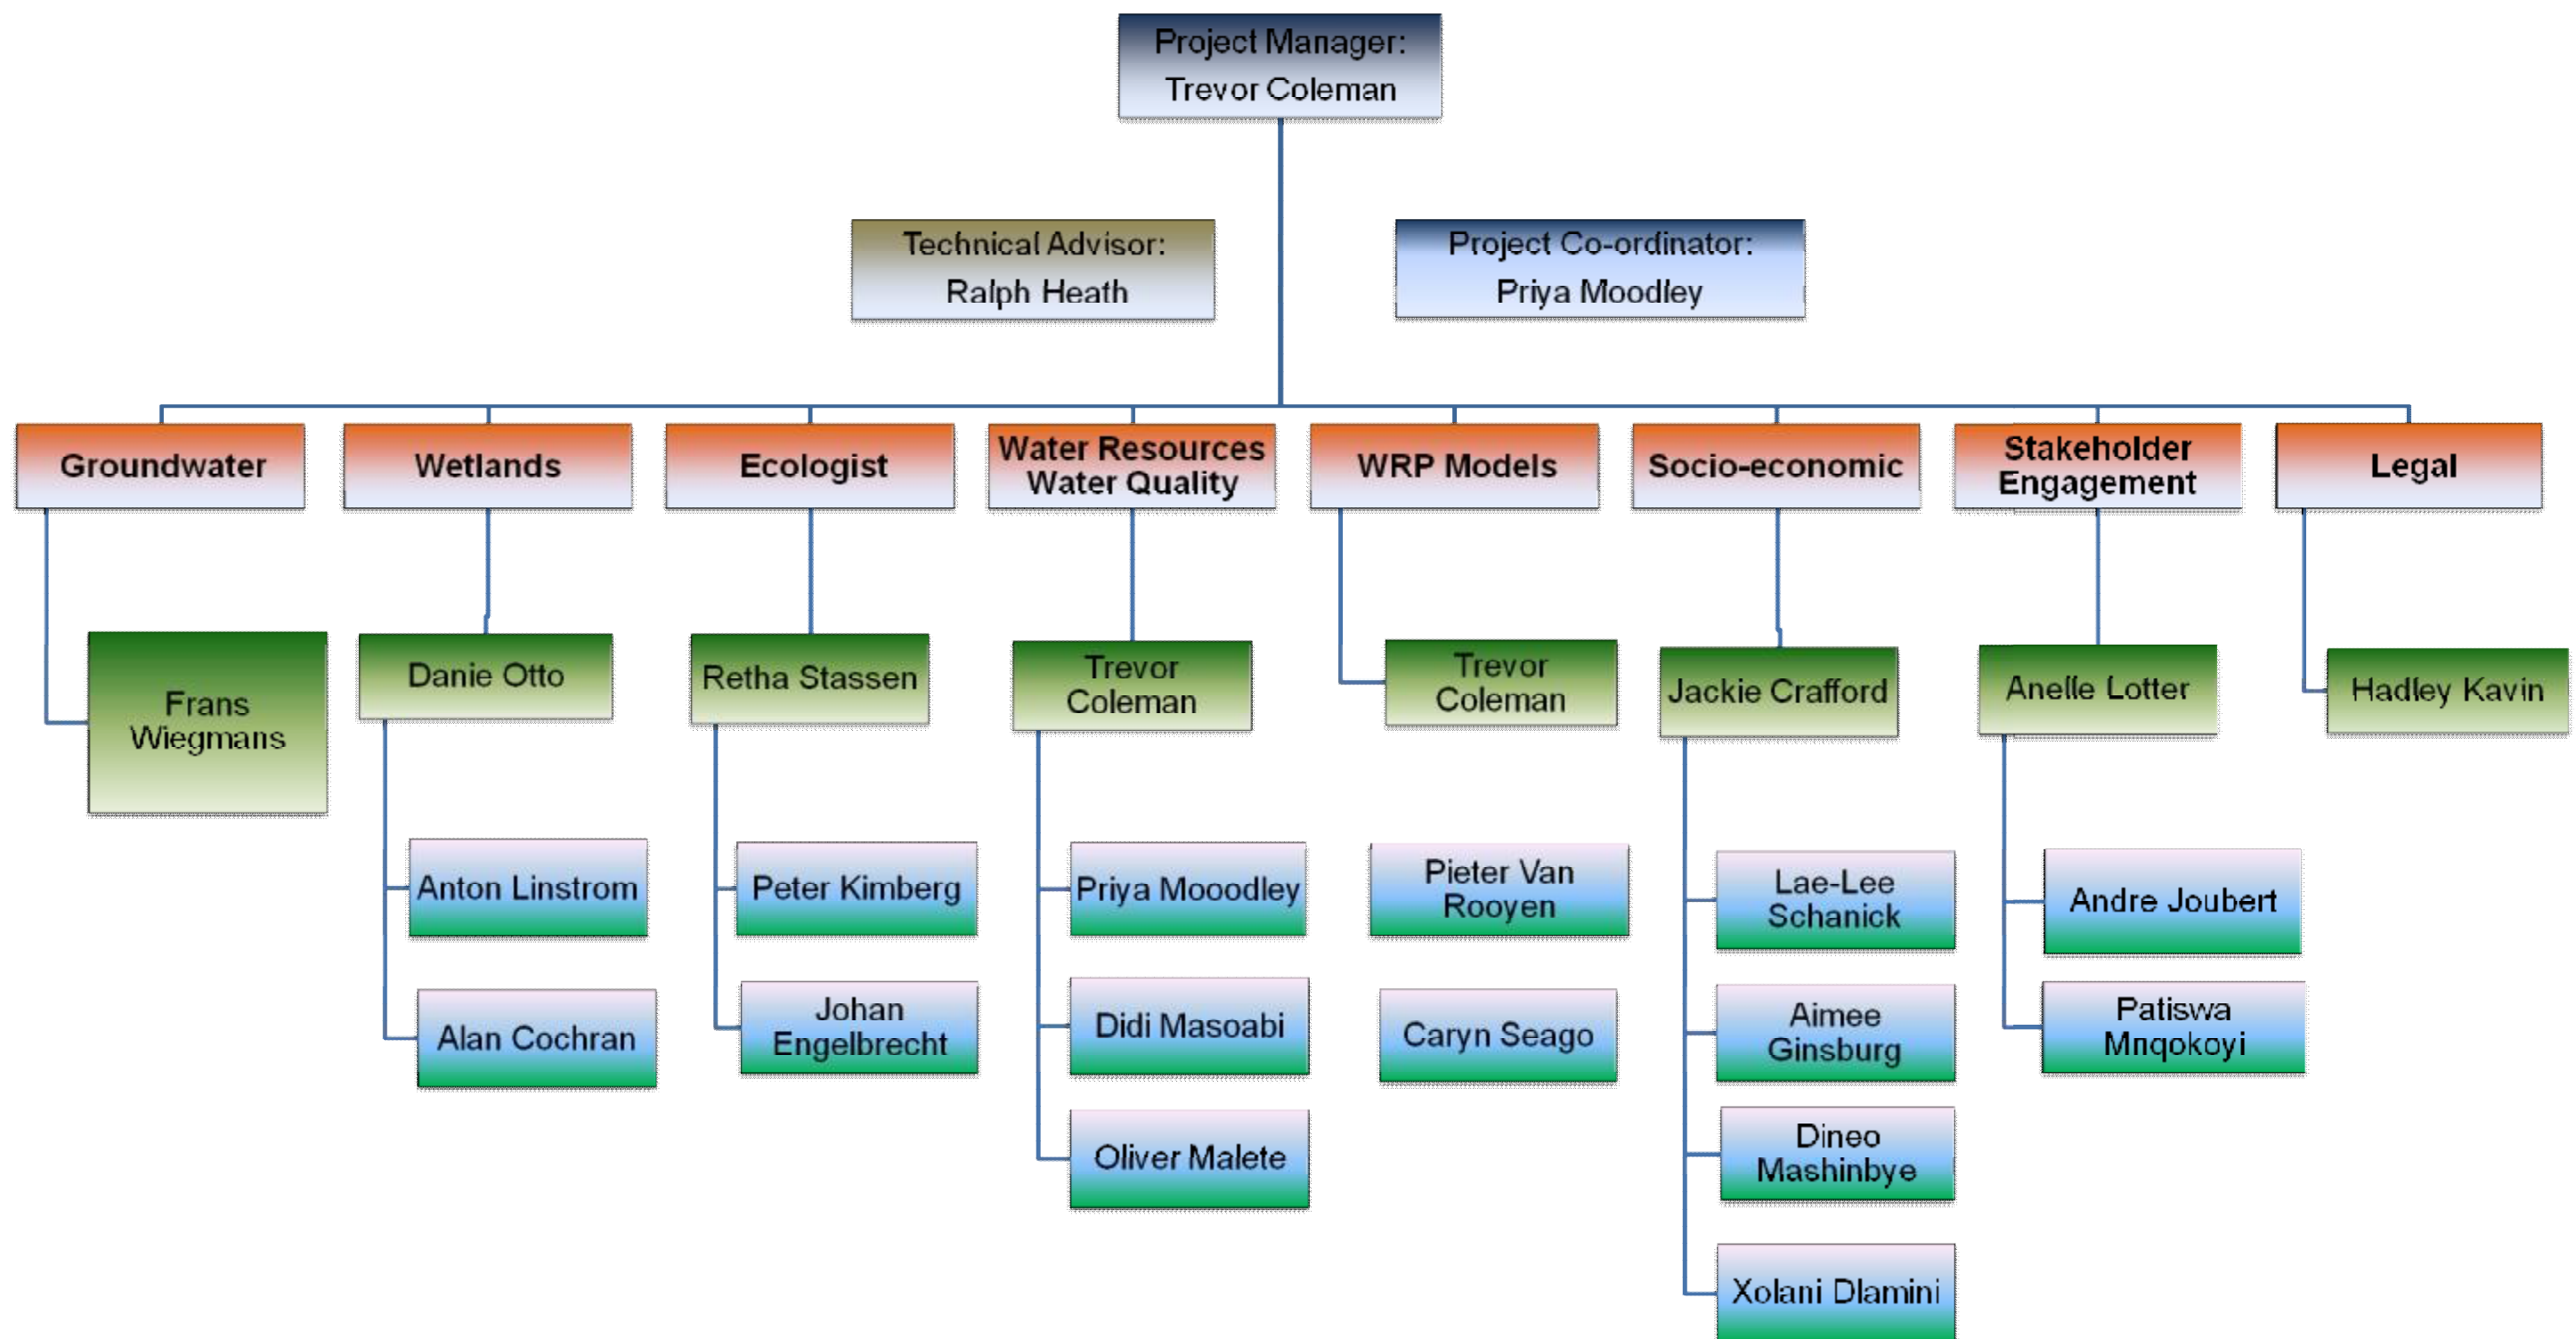 Project Manager:
Trevor Coleman
Technical Advisor:
Ralph Heath
Project Co-ordinator:
Priya Moodley
Groundwater
Wetlands
Ecologist
Water Resources
Water Quality
WRP Models
Socio-economic
Stakeholder
Engagement
Legal
Frans
Wiegmans
Danie Otto
Retha Stassen
Trevor
Coleman
Trevor
Coleman
Jackie Crafford
Anelle Lotter
Hadley Kavin
Anton Linstrom
Peter Kimberg
Priya Mooodley
Pieter Van
Rooyen
Lae-Lee
Schanick
Andre Joubert
Alan Cochran
Johan
Engelbrecht
Didi Masoabi
Caryn Seago
Aimee
Ginsburg
Patiswa
Mnqokoyi
Oliver Malete
Dineo
Mashinbye
Xolani Dlamini